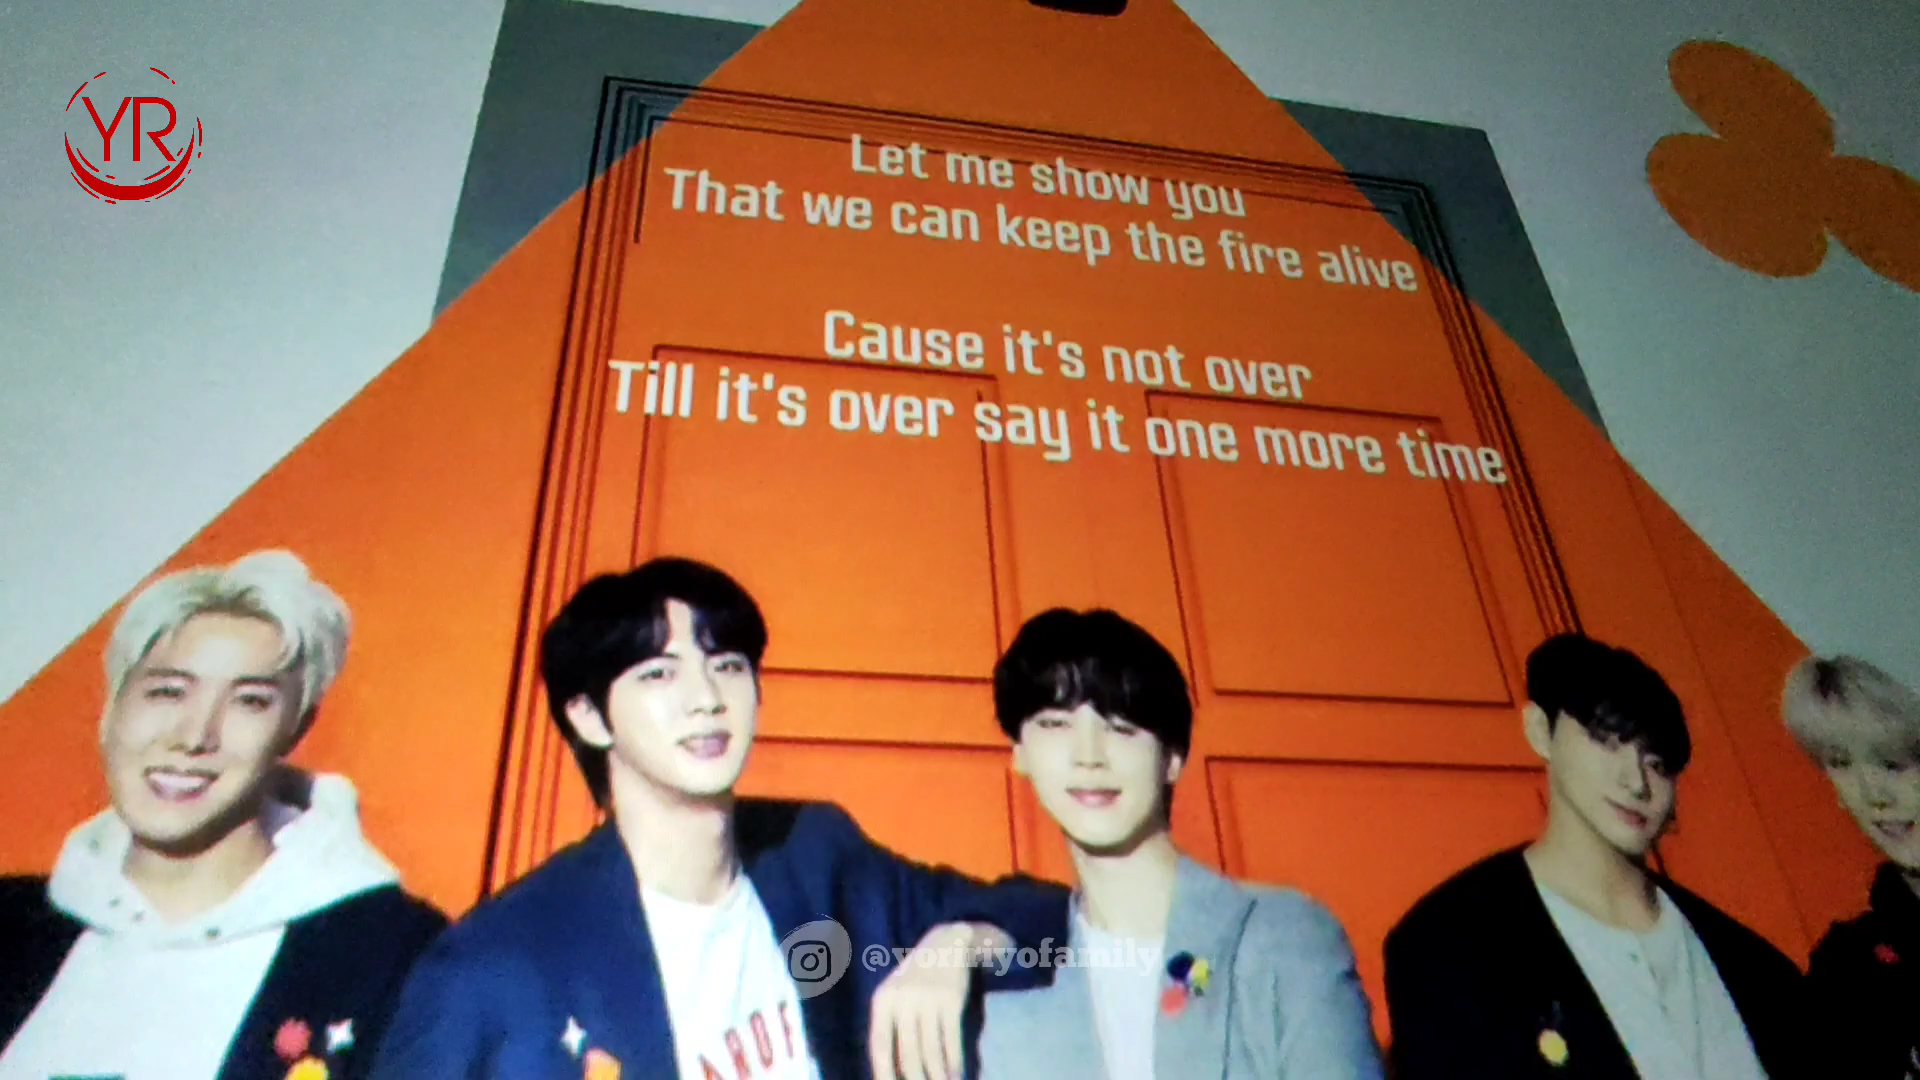 YR
Let me show you
That we can keep the fire alive
Cause it's not over
Till it's over say it one more time
@yoririyofamily